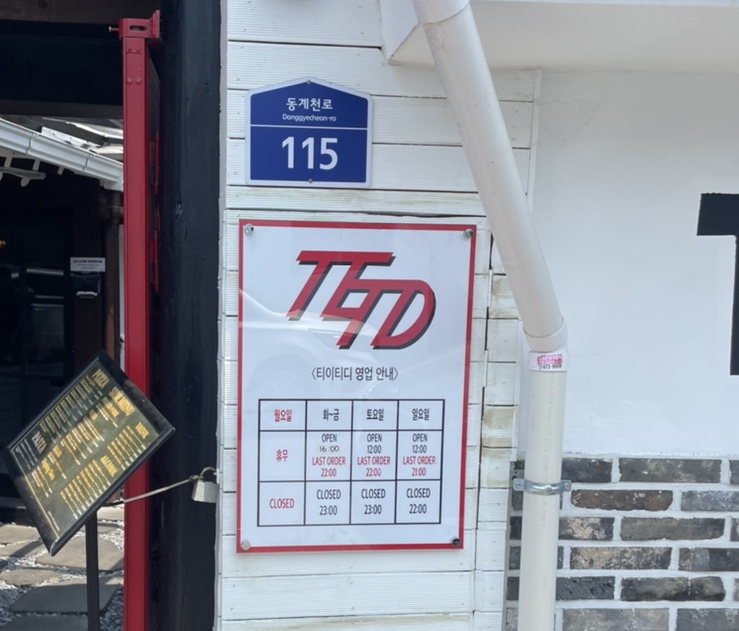 동계천로
Donggyecheon-ro
115
TETD
〈티이티디 영업 안내〉
월요일 화~금 토요일 일요일
휴무 OPEN 16:00 LAST ORDER 22:00 OPEN 12:00 LAST ORDER 22:00 OPEN 12:00 LAST ORDER 21:00
CLOSED CLOSED 23:00 CLOSED 23:00 CLOSED 22:00